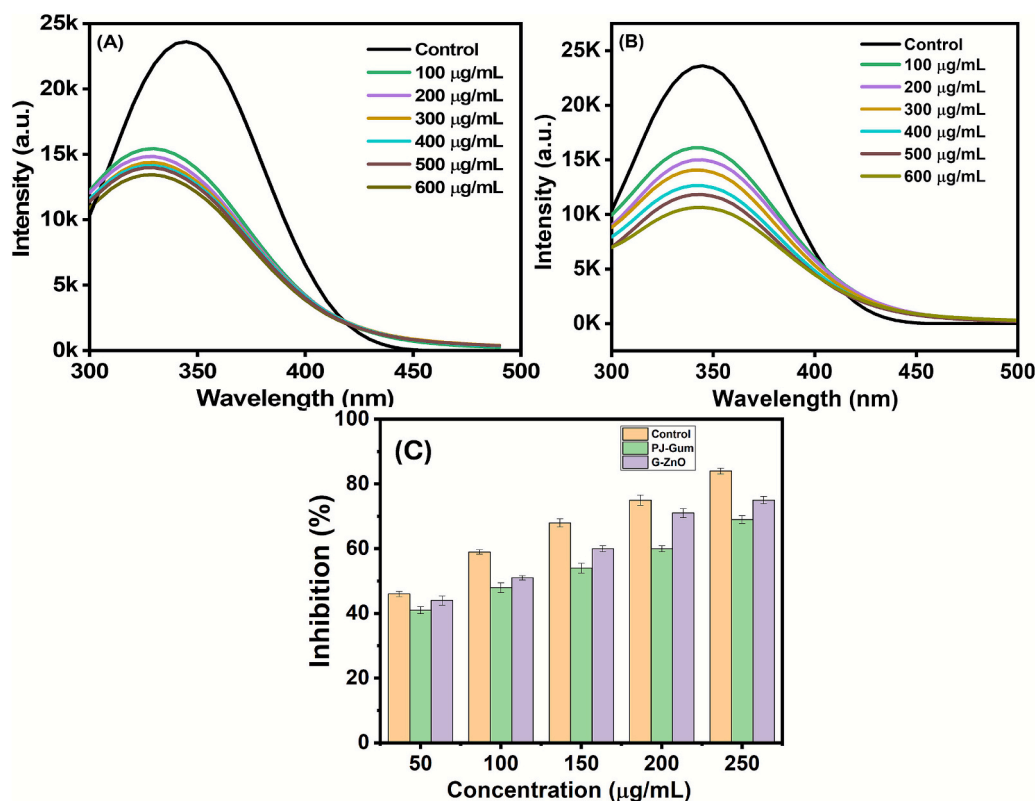 (A)
Control
100 μg/mL
200 μg/mL
300 μg/mL
400 μg/mL
500 μg/mL
600 μg/mL
25k
20k
15k
10k
5k
0k
Intensity (a.u.)
300
350
400
450
500
Wavelength (nm)
(B)
Control
100 μg/mL
200 μg/mL
300 μg/mL
400 μg/mL
500 μg/mL
600 μg/mL
25K
20K
15K
10K
5K
0K
Intensity (a.u.)
300
350
400
450
500
Wavelength (nm)
(C)
Control
PJ-Gum
G-ZnO
100
80
60
40
20
0
Inhibition (%)
50
100
150
200
250
Concentration (μg/mL)